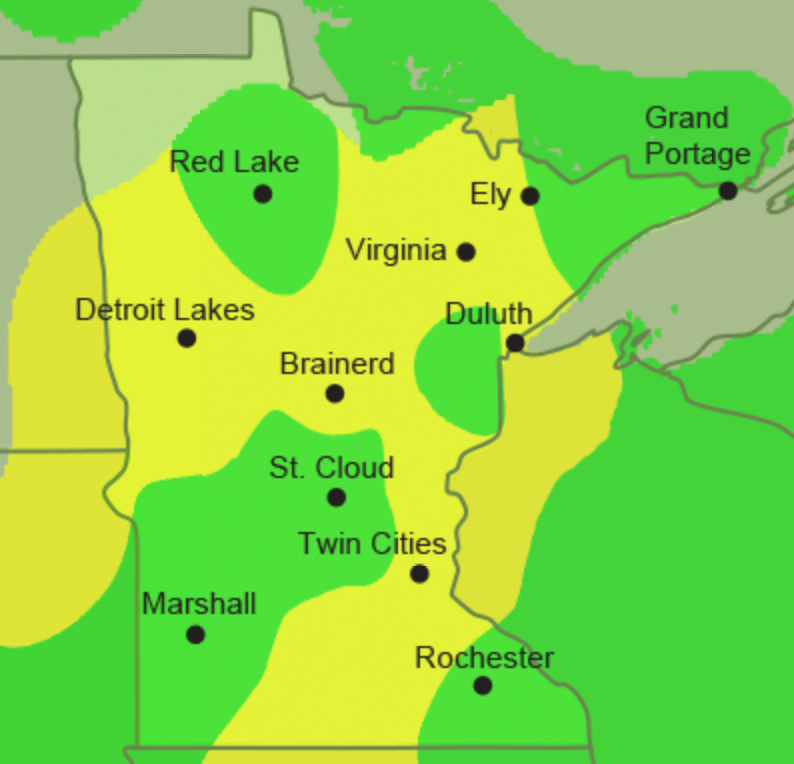 Grand
Portage
Red Lake
Ely
Virginia
Detroit Lakes
Duluth
Brainerd
St. Cloud
Twin Cities
Marshall
Rochester